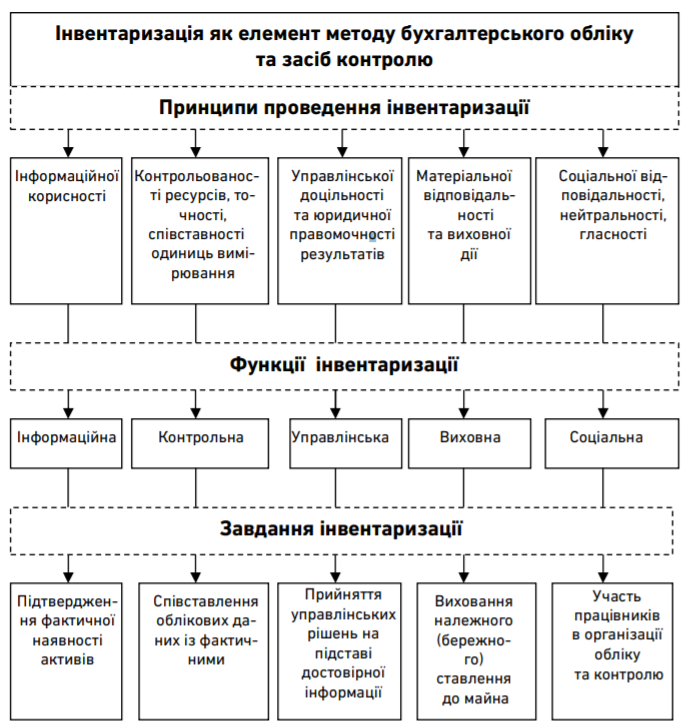 Інвентаризація як елемент методу бухгалтерського обліку
та засіб контролю
Принципи проведення інвентаризації
Інформаційної
корисності
Контрольованос-
ті ресурсів, то-
чності,
співставності
одиниць вимі-
рювання
Управлінської
доцільності
та юридичної
правомочності
результатів
Матеріальної
відповідаль-
ності
та виховної
дії
Соціальної від-
повідальності,
нейтральності,
гласності
Функції інвентаризації
Інформаційна
Контрольна
Управлінська
Виховна
Соціальна
Завдання інвентаризації
Підтверджен-
ня фактичної
наявності
активів
Співставлення
облікових да-
них із фактич-
ними
Прийняття
управлінських
рішень на
підставі
достовірної
інформації
Виховання
належного
(бережно-
го)
ставлення
до майна
Участь
працівників
в організації
обліку
та контролю